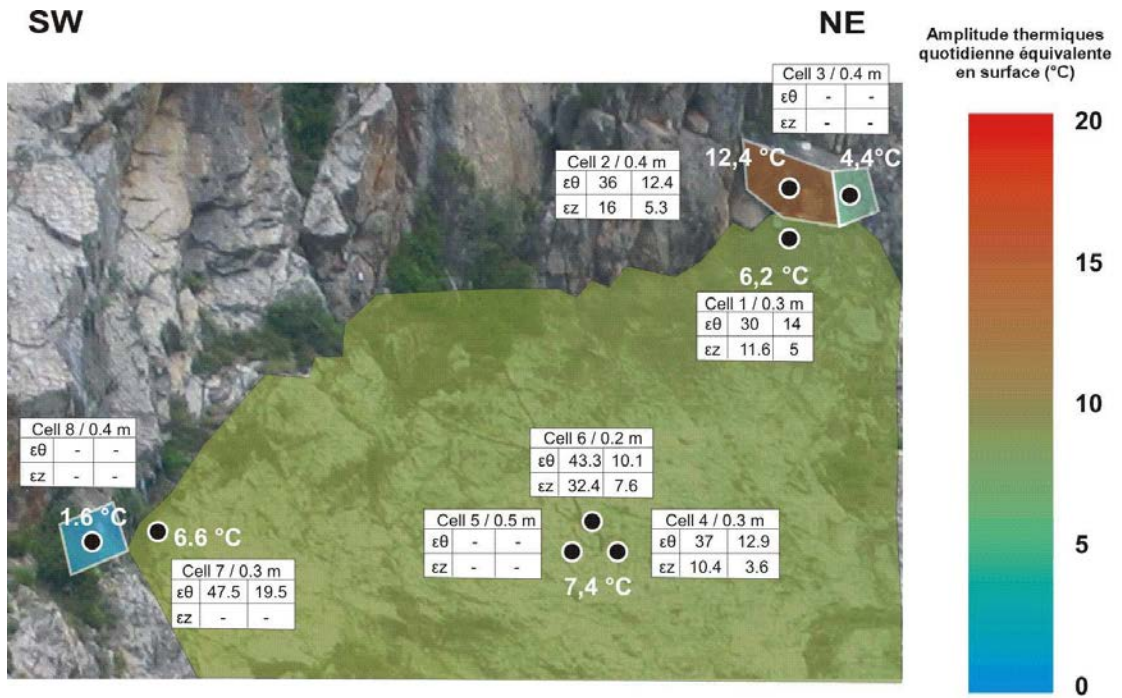 SW
NE
Amplitude thermiques
quotidienne équivalente
en surface (°C)
20
15
10
5
0
Cell 3 / 0.4 m
εθ - -
εz - -
12,4 °C
4,4°C
Cell 2 / 0.4 m
εθ 36 12.4
εz 16 5.3
6,2 °C
Cell 1 / 0.3 m
εθ 30 14
εz 11.6 5
Cell 8 / 0.4 m
εθ - -
εz - -
1.6 °C
6.6 °C
Cell 7 / 0.3 m
εθ 47.5 19.5
εz - -
Cell 6 / 0.2 m
εθ 43.3 10.1
εz 32.4 7.6
Cell 5 / 0.5 m
εθ - -
εz - -
Cell 4 / 0.3 m
εθ 37 12.9
εz 10.4 3.6
7,4 °C